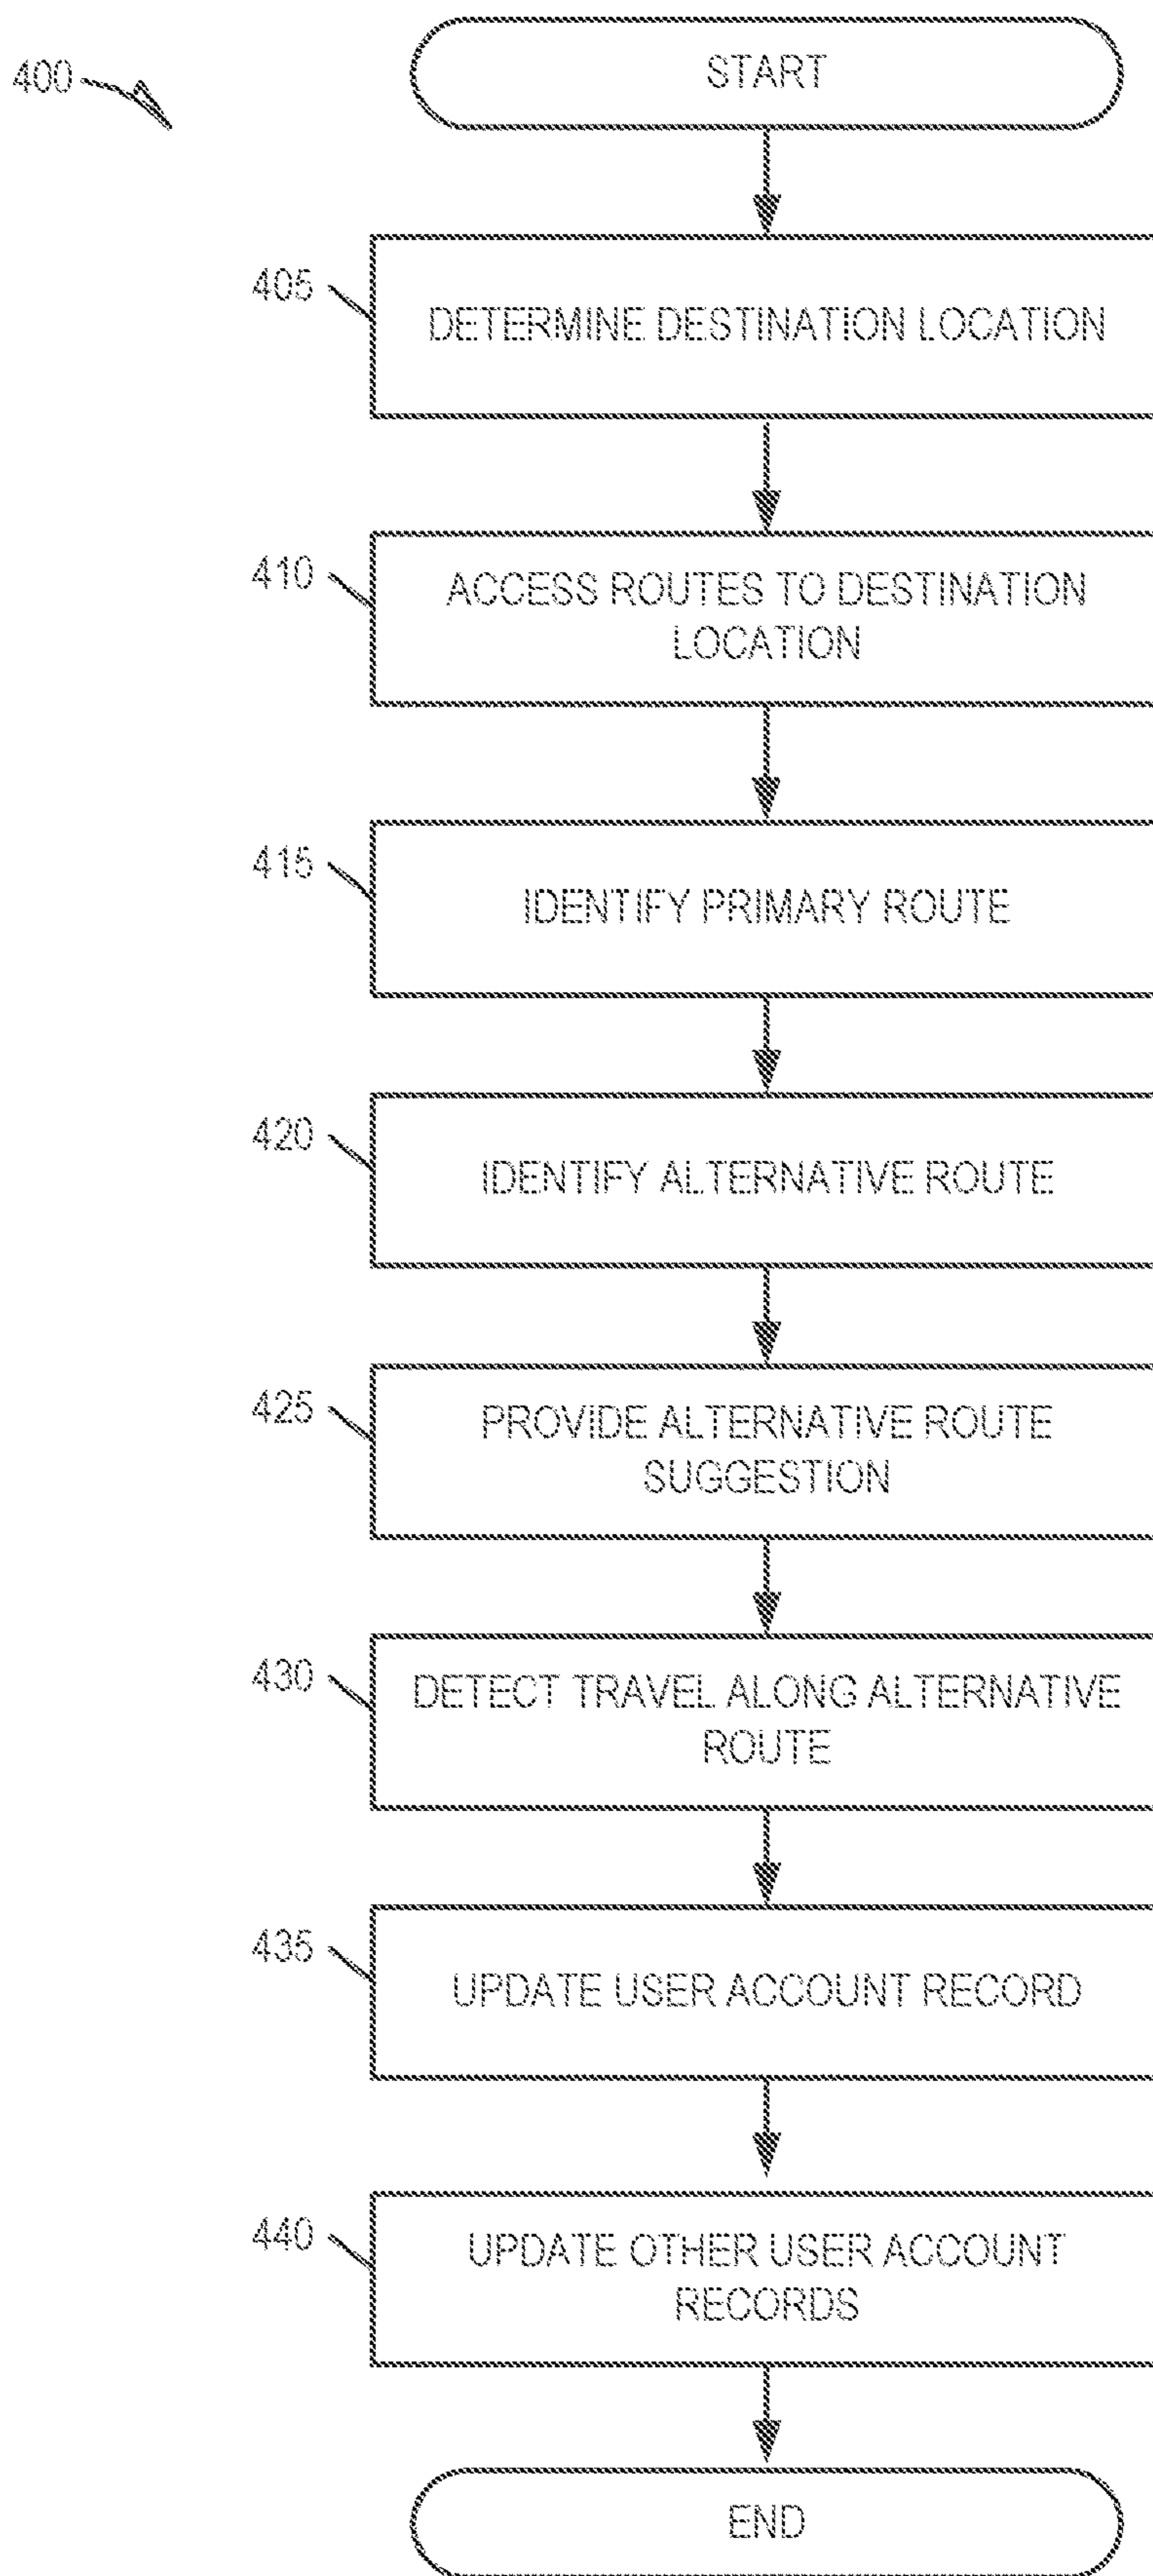 400
START
405
DETERMINE DESTINATION LOCATION
410
ACCESS ROUTES TO DESTINATION
LOCATION
415
IDENTIFY PRIMARY ROUTE
420
IDENTIFY ALTERNATIVE ROUTE
425
PROVIDE ALTERNATIVE ROUTE
SUGGESTION
430
DETECT TRAVEL ALONG ALTERNATIVE
ROUTE
435
UPDATE USER ACCOUNT RECORD
440
UPDATE OTHER USER ACCOUNT
RECORDS
END